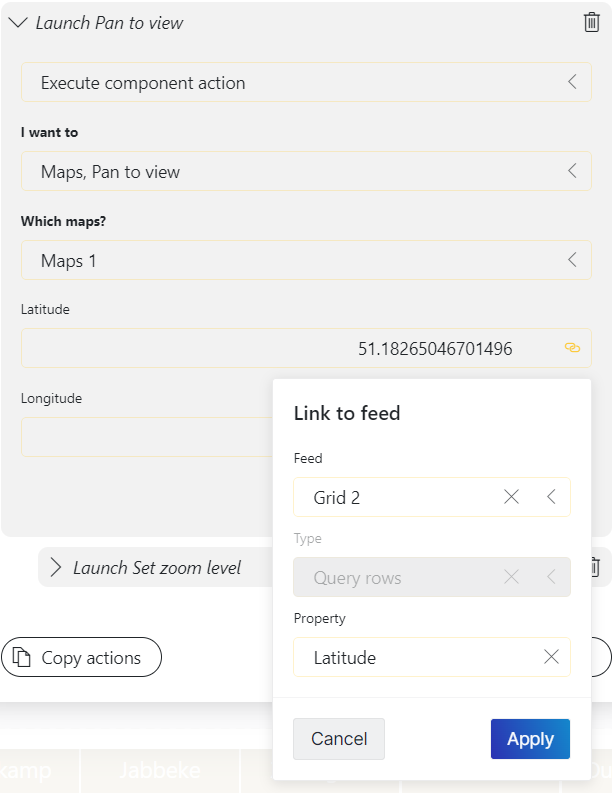 Launch Pan to view
Execute component action
I want to
Maps, Pan to view
Which maps?
Maps 1
Latitude
51.18265046701496
Longitude
Link to feed
Feed
Grid 2
Type
Query rows
Property
Latitude
Cancel
Apply
Launch Set zoom level
Copy actions
kamp
Jabbeke